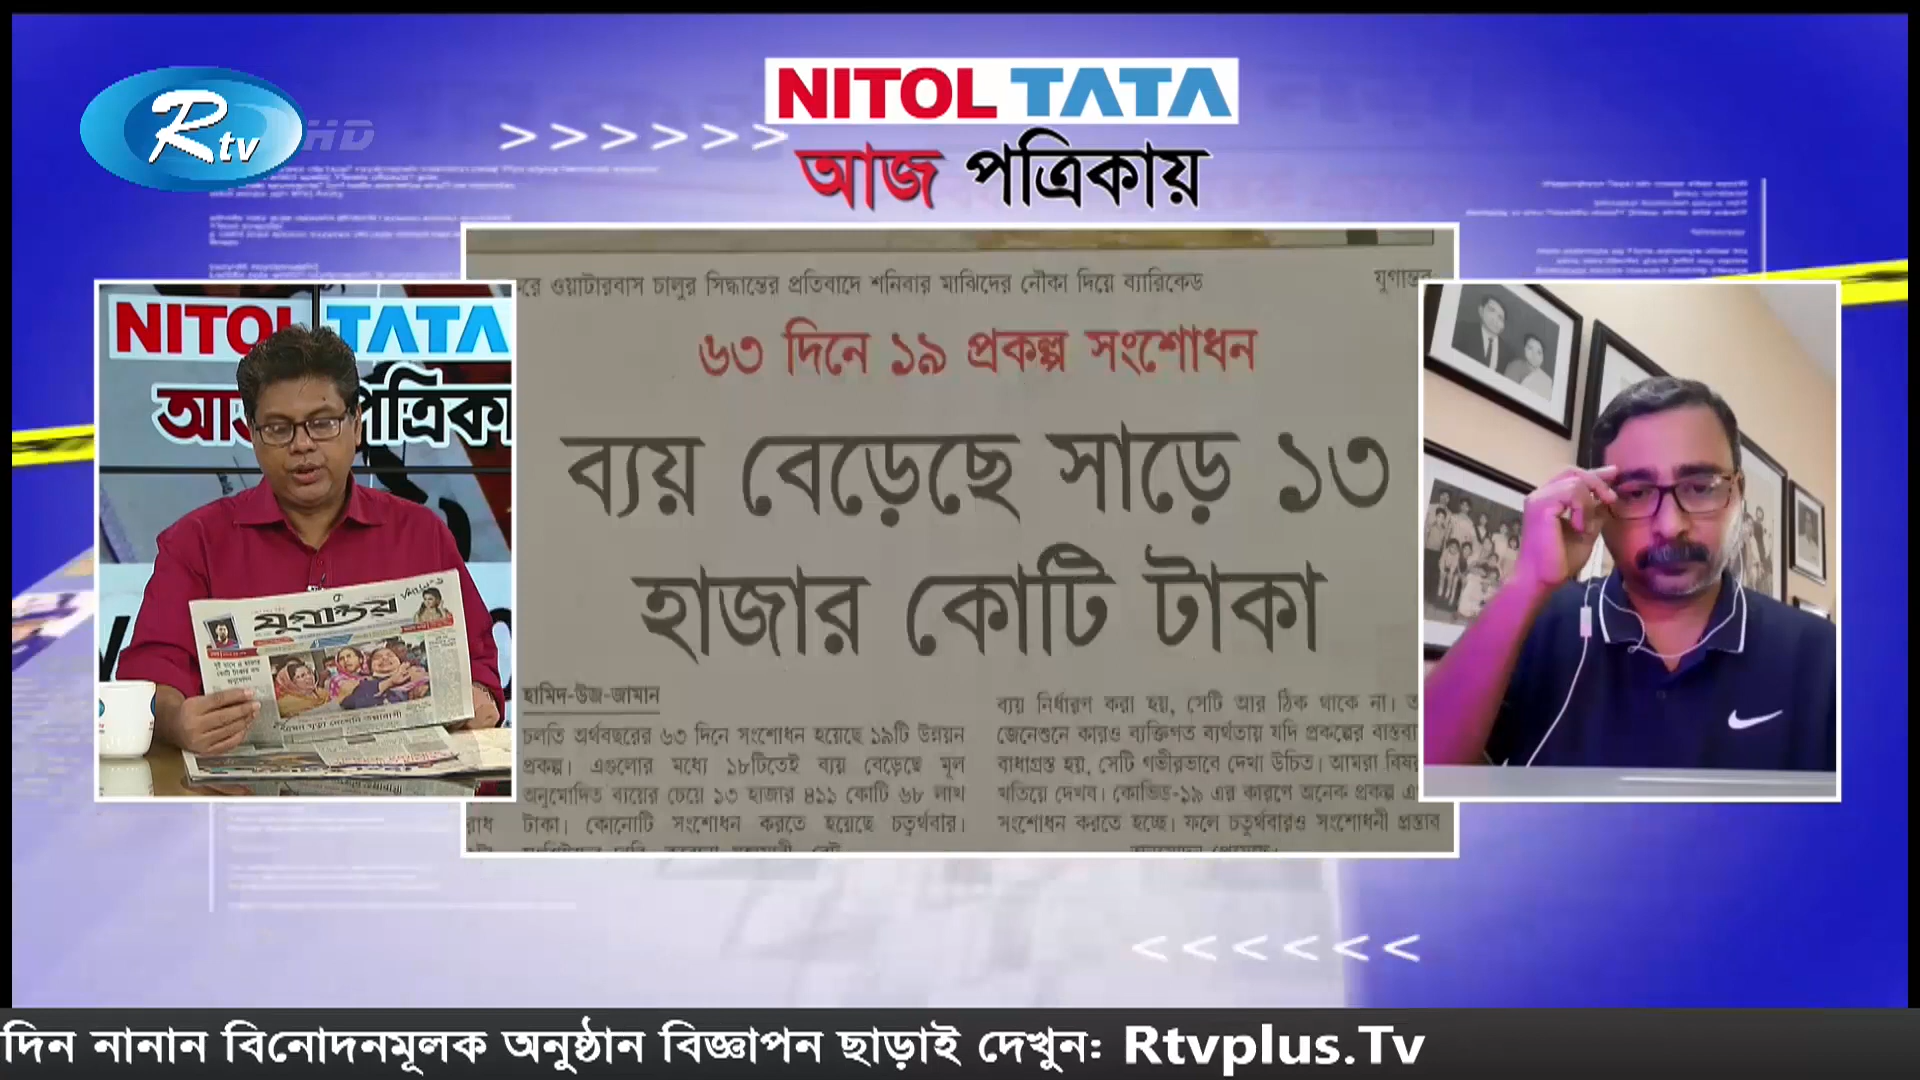 Rtv HD
NITOL TATA
আজ পত্রিকায়
ওয়াটারবাস চালুর সিদ্ধান্তের প্রতিবাদে শনিবার মাঝিদের নৌকা দিয়ে ব্যারিকেড
যুগান্তর
৬৩ দিনে ১৯ প্রকল্প সংশোধন
ব্যয় বেড়েছে সাড়ে ১৩
হাজার কোটি টাকা
হামিদ-উজ-জামান
চলতি অর্থবছরের ৬৩ দিনে সংশোধন হয়েছে ১৯টি উন্নয়ন
প্রকল্প। এগুলোর মধ্যে ১৮টিতেই ব্যয় বেড়েছে মূল
অনুমোদিত ব্যয়ের চেয়ে ১৩ হাজার ৪১১ কোটি ৬৮ লাখ
টাকা। কোনোটি সংশোধন করতে হয়েছে চতুর্থবার।
ব্যয় নির্ধারণ করা হয়, সেটি আর ঠিক থাকে না।
জেনেশুনে কারও ব্যক্তিগত ব্যর্থতায় যদি প্রকল্পের
বাধাগ্রস্ত হয়, সেটি গভীরভাবে দেখা উচিত। আমরা
খতিয়ে দেখব। কোভিড-১৯ এর কারণে অনেক প্রকল্প
সংশোধন করতে হচ্ছে। ফলে চতুর্থবারও সংশোধনী প্রস্তাব
NITOL TATA
যুগান্তর
দিন নানান বিনোদনমূলক অনুষ্ঠান বিজ্ঞাপন ছাড়াই দেখুনঃ Rtvplus.Tv